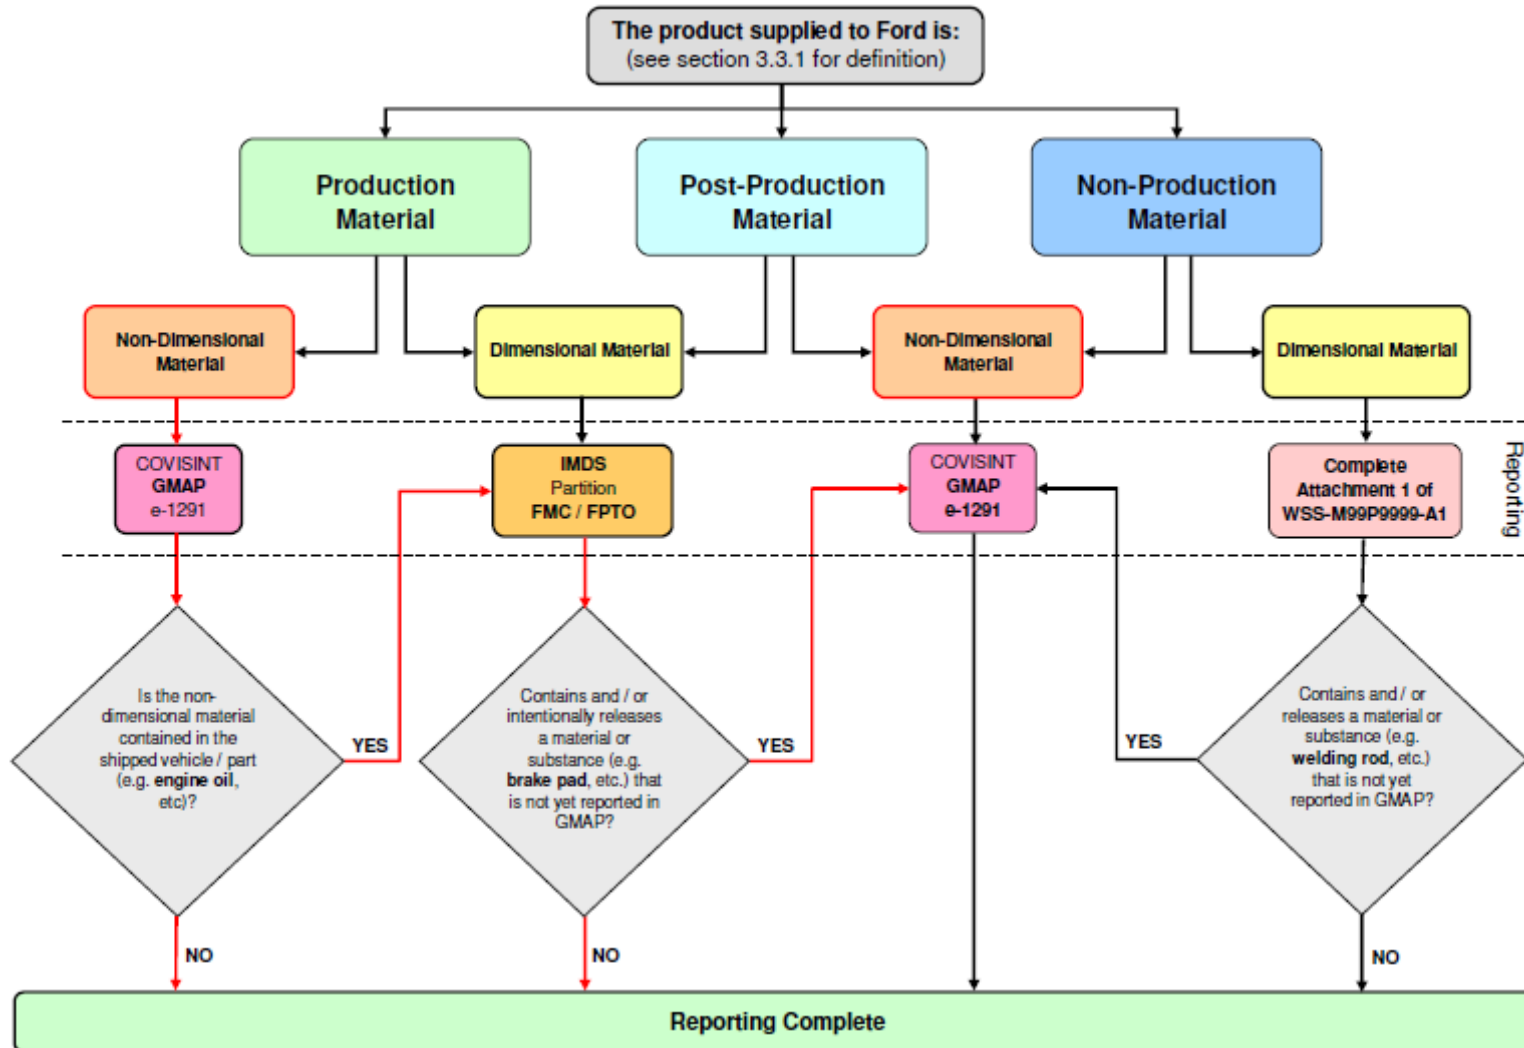 The product supplied to Ford is:
(see section 3.3.1 for definition)
Production
Material
Post-Production
Material
Non-Production
Material
Non-Dimensional
Material
Dimensional Material
Non-Dimensional
Material
Dimensional Material
COVISINT
GMAP
e-1291
IMDS
Partition
FMC / FPTO
COVISINT
GMAP
e-1291
Complete
Attachment 1 of
WSS-M99P9999-A1
Reporting
Is the non-
dimensional material
contained in the
shipped vehicle / part
(e.g. engine oil,
etc)?
YES
Contains and / or
intentionally releases
a material or
substance (e.g.
brake pad, etc.) that
is not yet reported in
GMAP?
YES
YES
Contains and / or
releases a material or
substance (e.g.
welding rod, etc.)
that is not yet
reported in GMAP?
NO
NO
NO
Reporting Complete